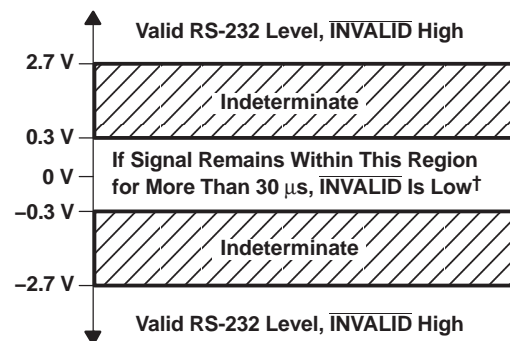 Valid RS-232 Level, INVALID High
2.7 V
Indeterminate
0.3 V
If Signal Remains Within This Region
0 V
for More Than 30 μs, INVALID Is Low†
−0.3 V
Indeterminate
−2.7 V
Valid RS-232 Level, INVALID High